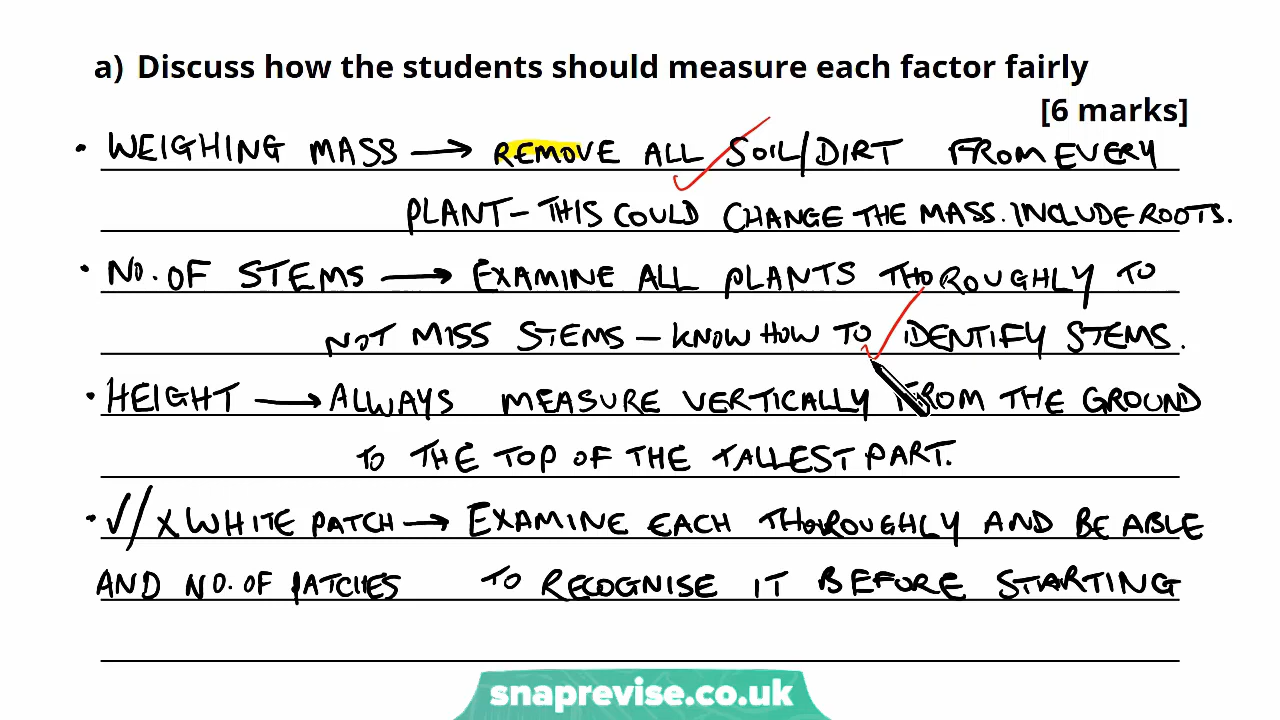 a) Discuss how the students should measure each factor fairly
[6 marks]
• WEIGHING MASS → REMOVE ALL SOIL/DIRT FROM EVERY
PLANT – THIS COULD CHANGE THE MASS. INCLUDE ROOTS.
• NO. OF STEMS → EXAMINE ALL PLANTS THOROUGHLY TO
NOT MISS STEMS – KNOW HOW TO IDENTIFY STEMS.
• HEIGHT → ALWAYS MEASURE VERTICALLY FROM THE GROUND
TO THE TOP OF THE TALLEST PART.
• ✓/X WHITE PATCH → EXAMINE EACH THOROUGHLY AND BE ABLE
AND NO. OF PATCHES TO RECOGNISE IT BEFORE STARTING
snaprevise.co.uk